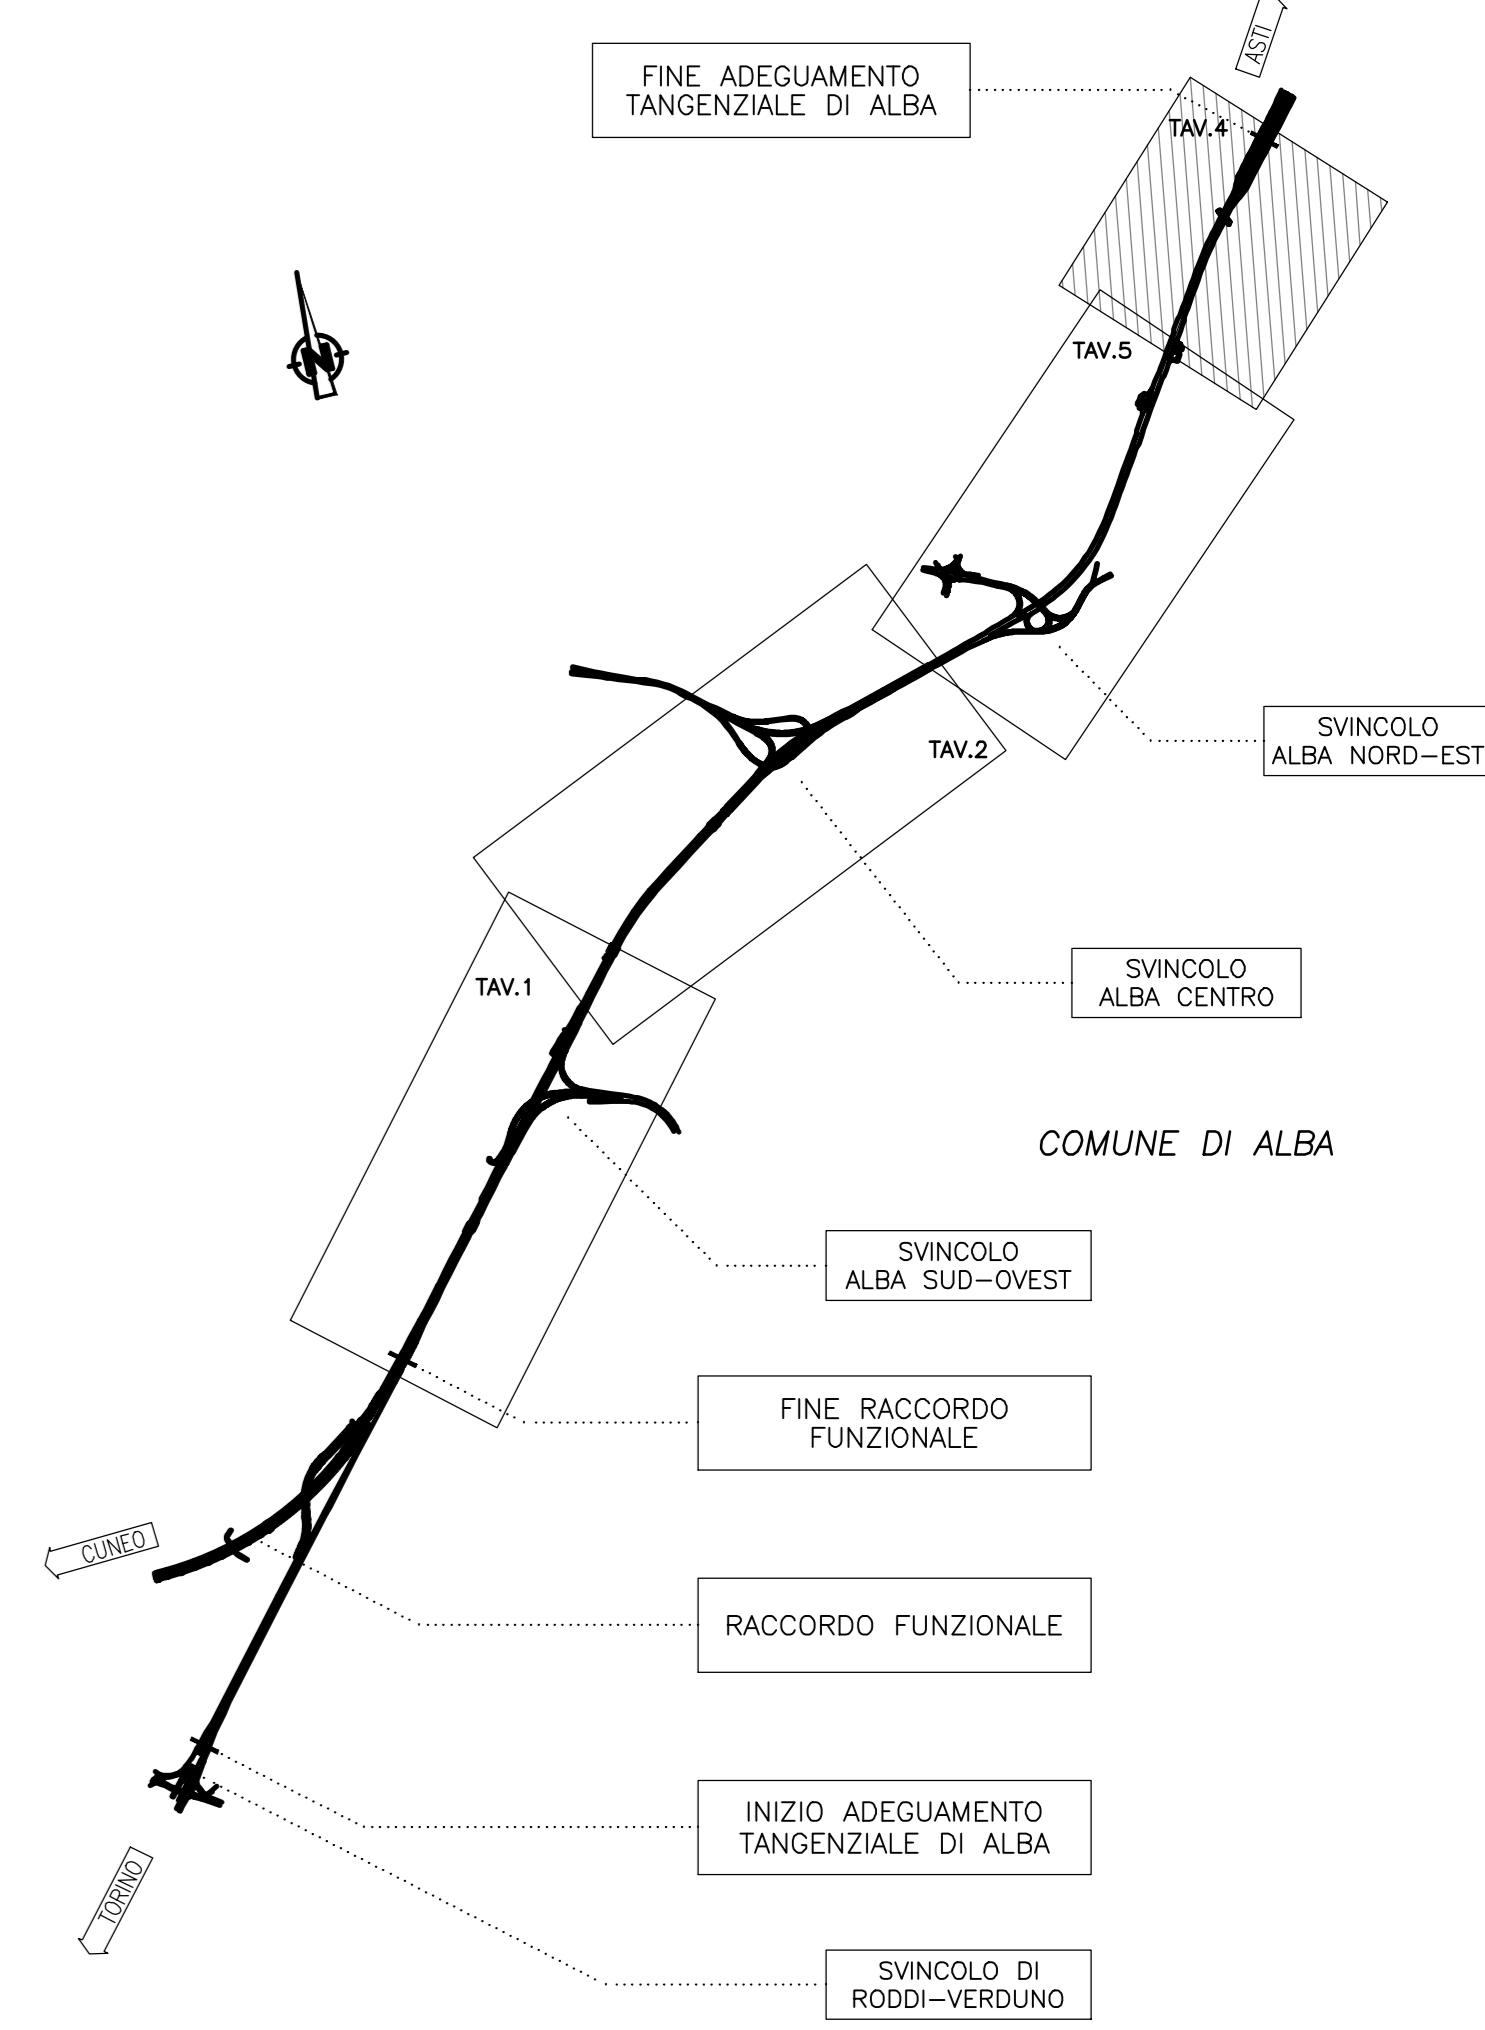 ASTI
FINE ADEGUAMENTO
TANGENZIALE DI ALBA
TAV.4
N
TAV.5
SVINCOLO
ALBA NORD-EST
TAV.2
SVINCOLO
ALBA CENTRO
TAV.1
COMUNE DI ALBA
SVINCOLO
ALBA SUD-OVEST
FINE RACCORDO
FUNZIONALE
CUNEO
RACCORDO FUNZIONALE
INIZIO ADEGUAMENTO
TANGENZIALE DI ALBA
TORINO
SVINCOLO DI
RODDI-VERDUNO